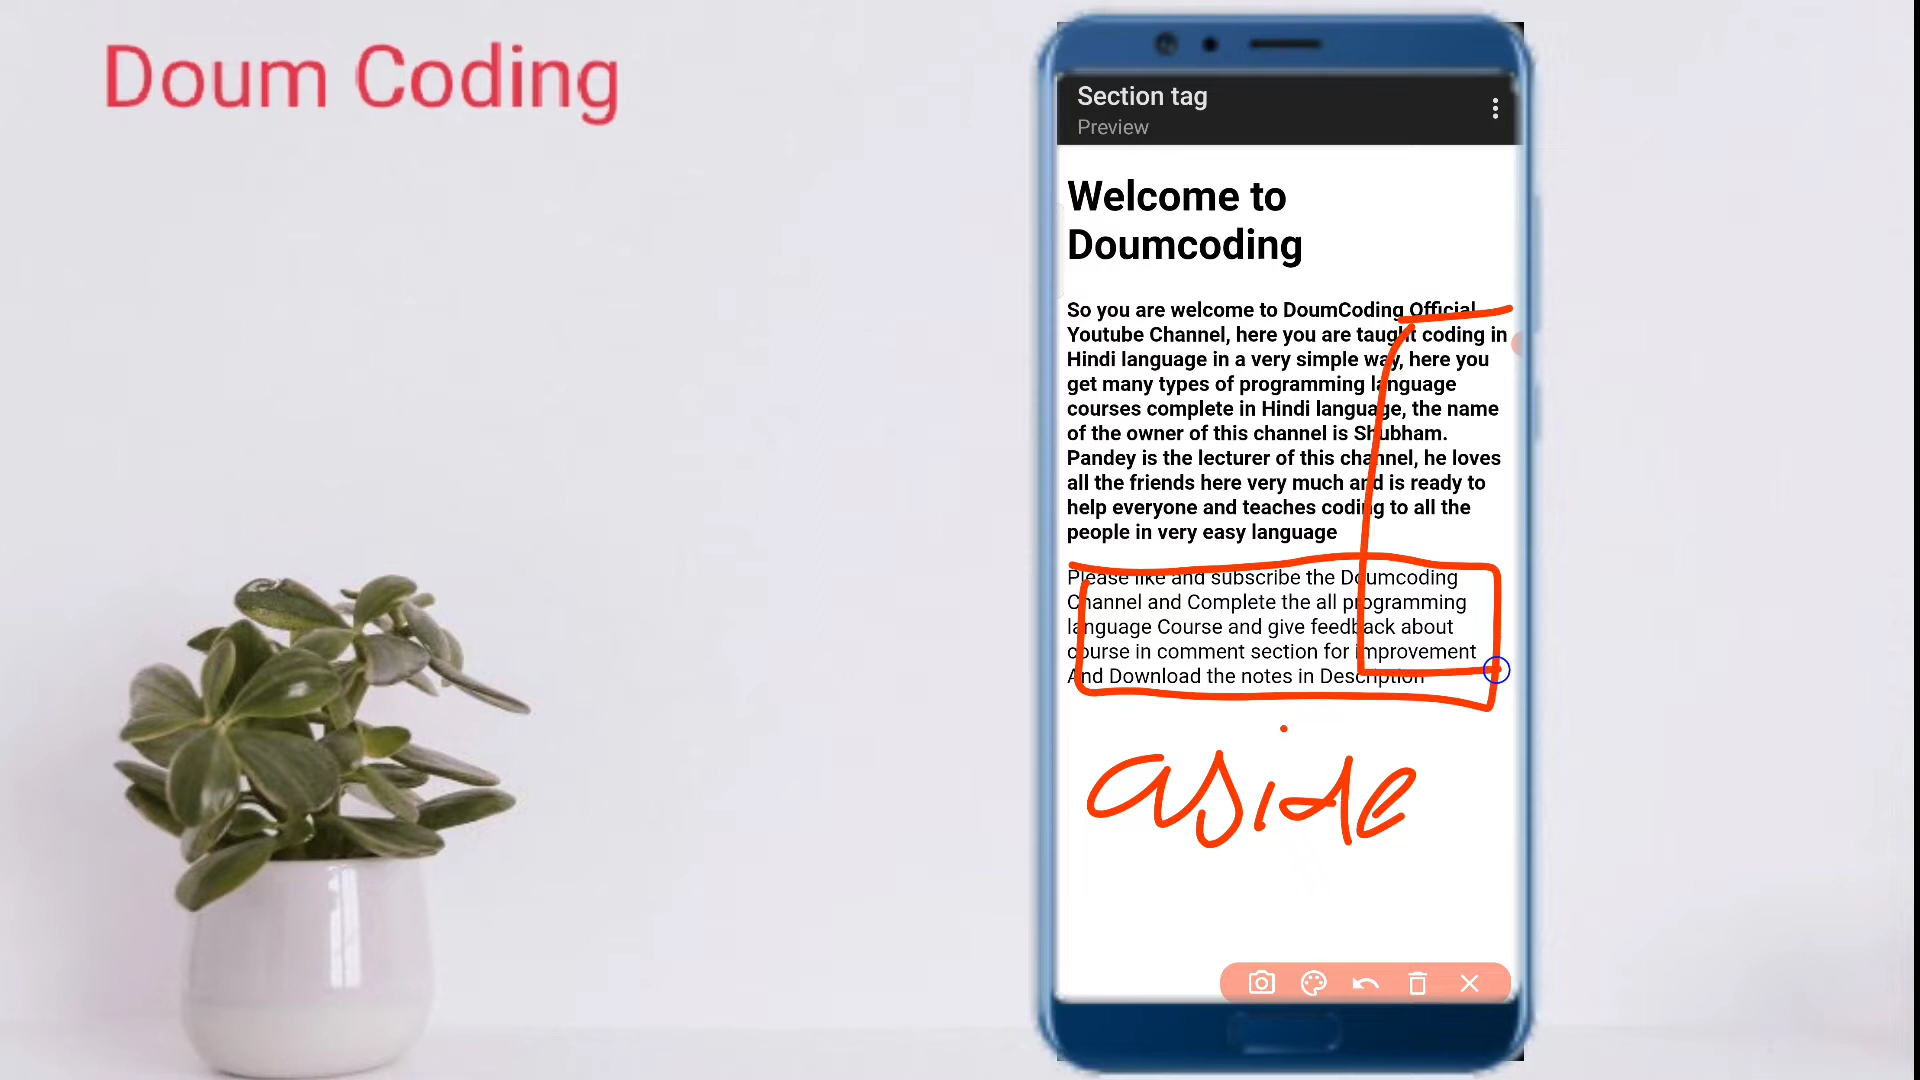 Doum Coding
Section tag
Preview
Welcome to
Doumcoding
So you are welcome to DoumCoding Official
Youtube Channel, here you are taught coding in
Hindi language in a very simple way, here you
get many types of programming language
courses complete in Hindi language, the name
of the owner of this channel is Shubham.
Pandey is the lecturer of this channel, he loves
all the friends here very much and is ready to
help everyone and teaches coding to all the
people in very easy language
Please like and subscribe the Doumcoding
Channel and Complete the all programming
language Course and give feedback about
course in comment section for improvement
And Download the notes in Description
aside